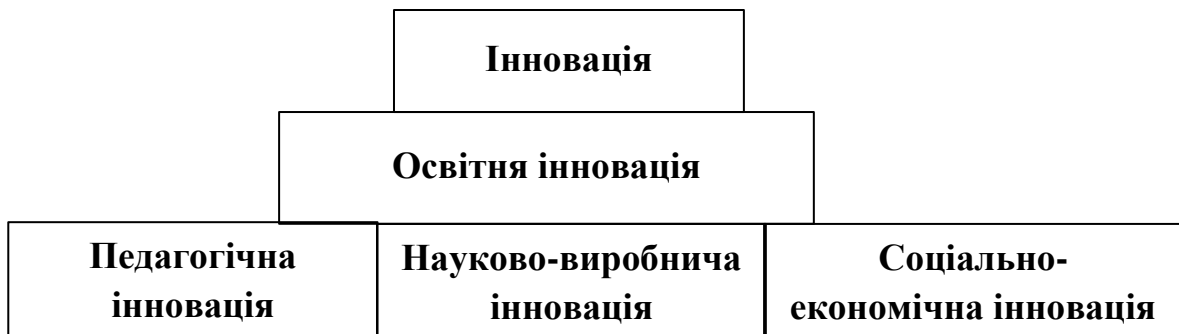 Інновація
Освітня інновація
Педагогічна
інновація
Науково-виробнича
інновація
Соціально-
економічна інновація